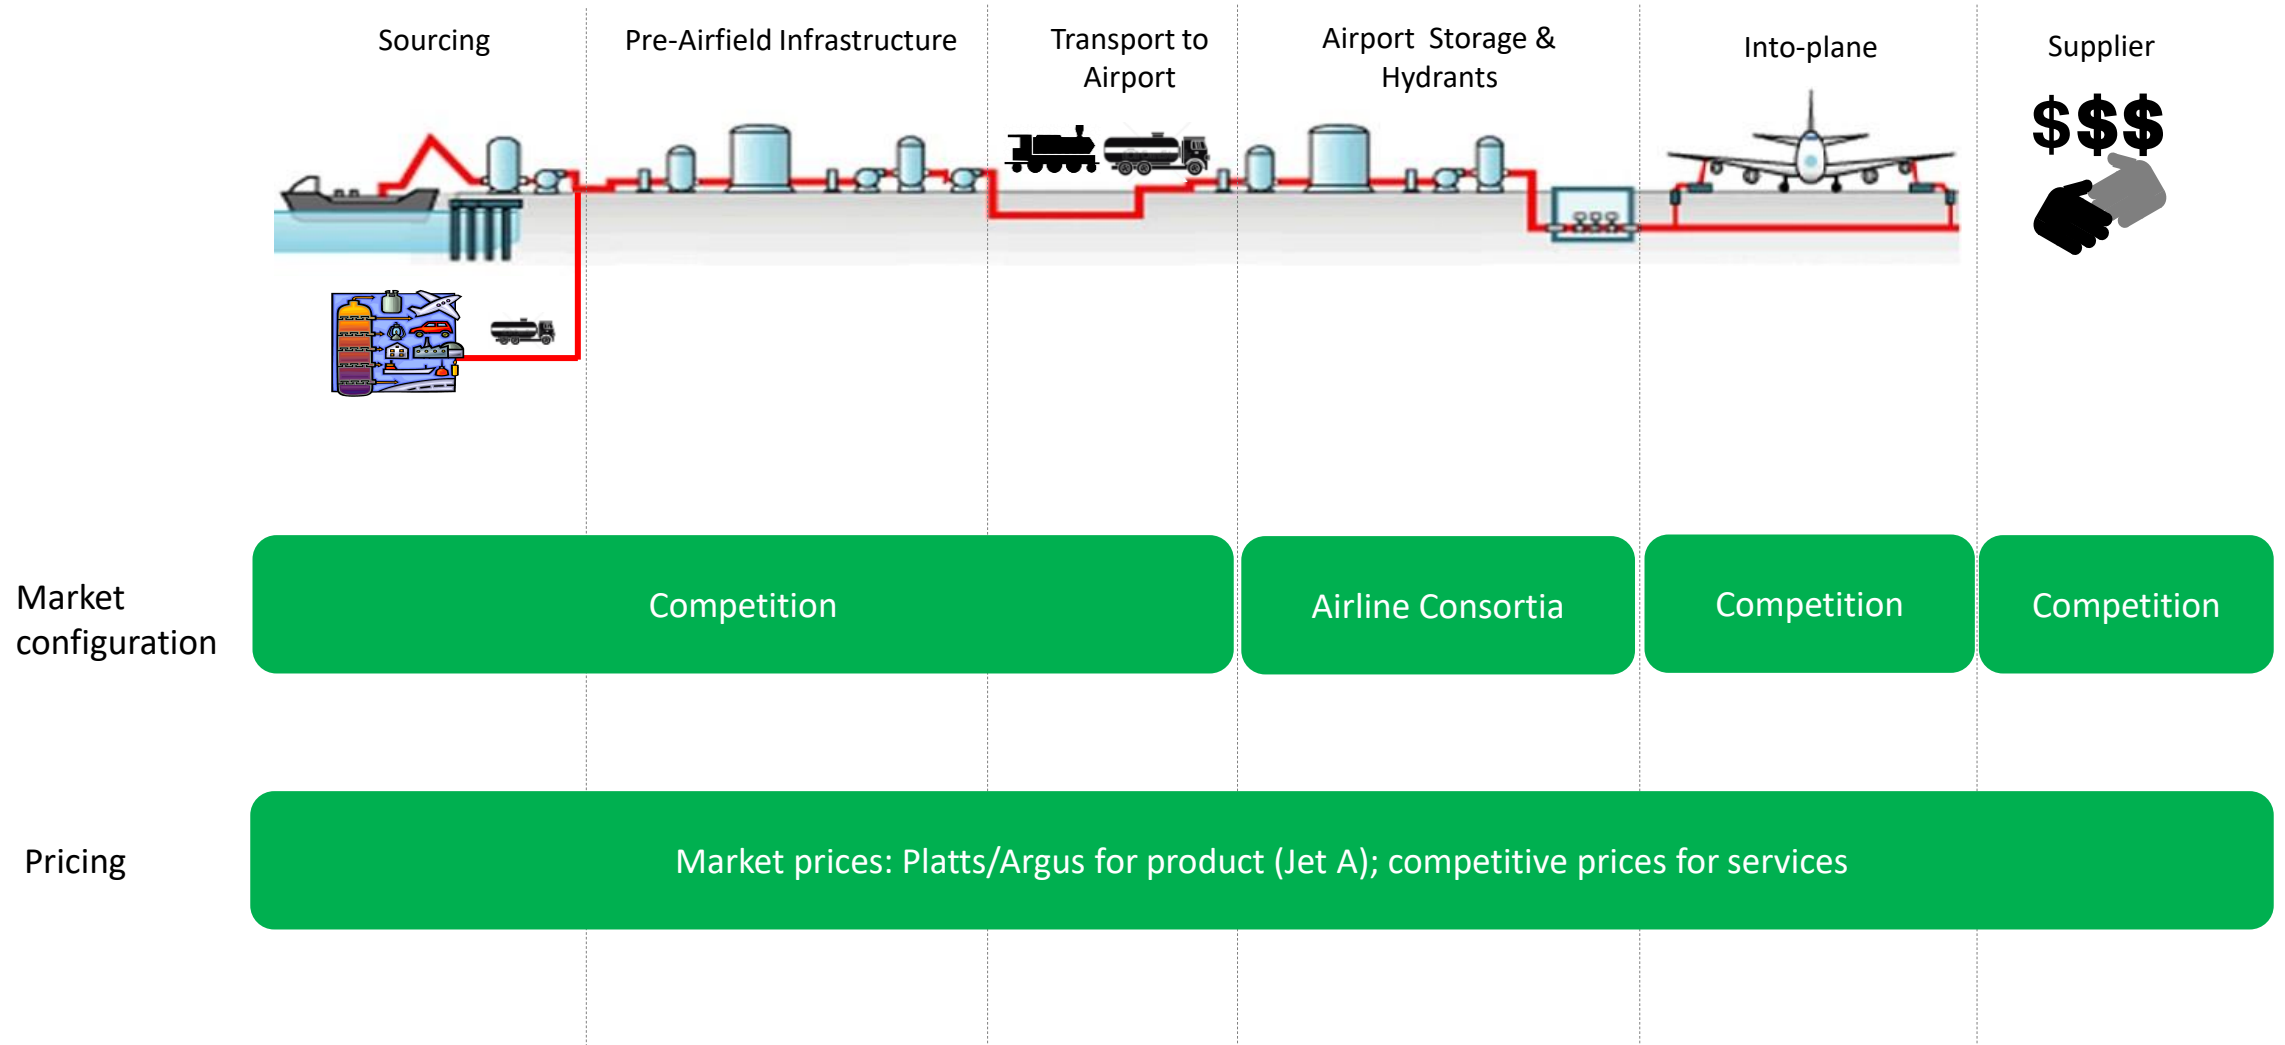 Sourcing
Pre-Airfield Infrastructure
Transport to
Airport
Airport Storage &
Hydrants
Into-plane
Supplier
$$$
Market
configuration
Competition
Airline Consortia
Competition
Competition
Pricing
Market prices: Platts/Argus for product (Jet A); competitive prices for services